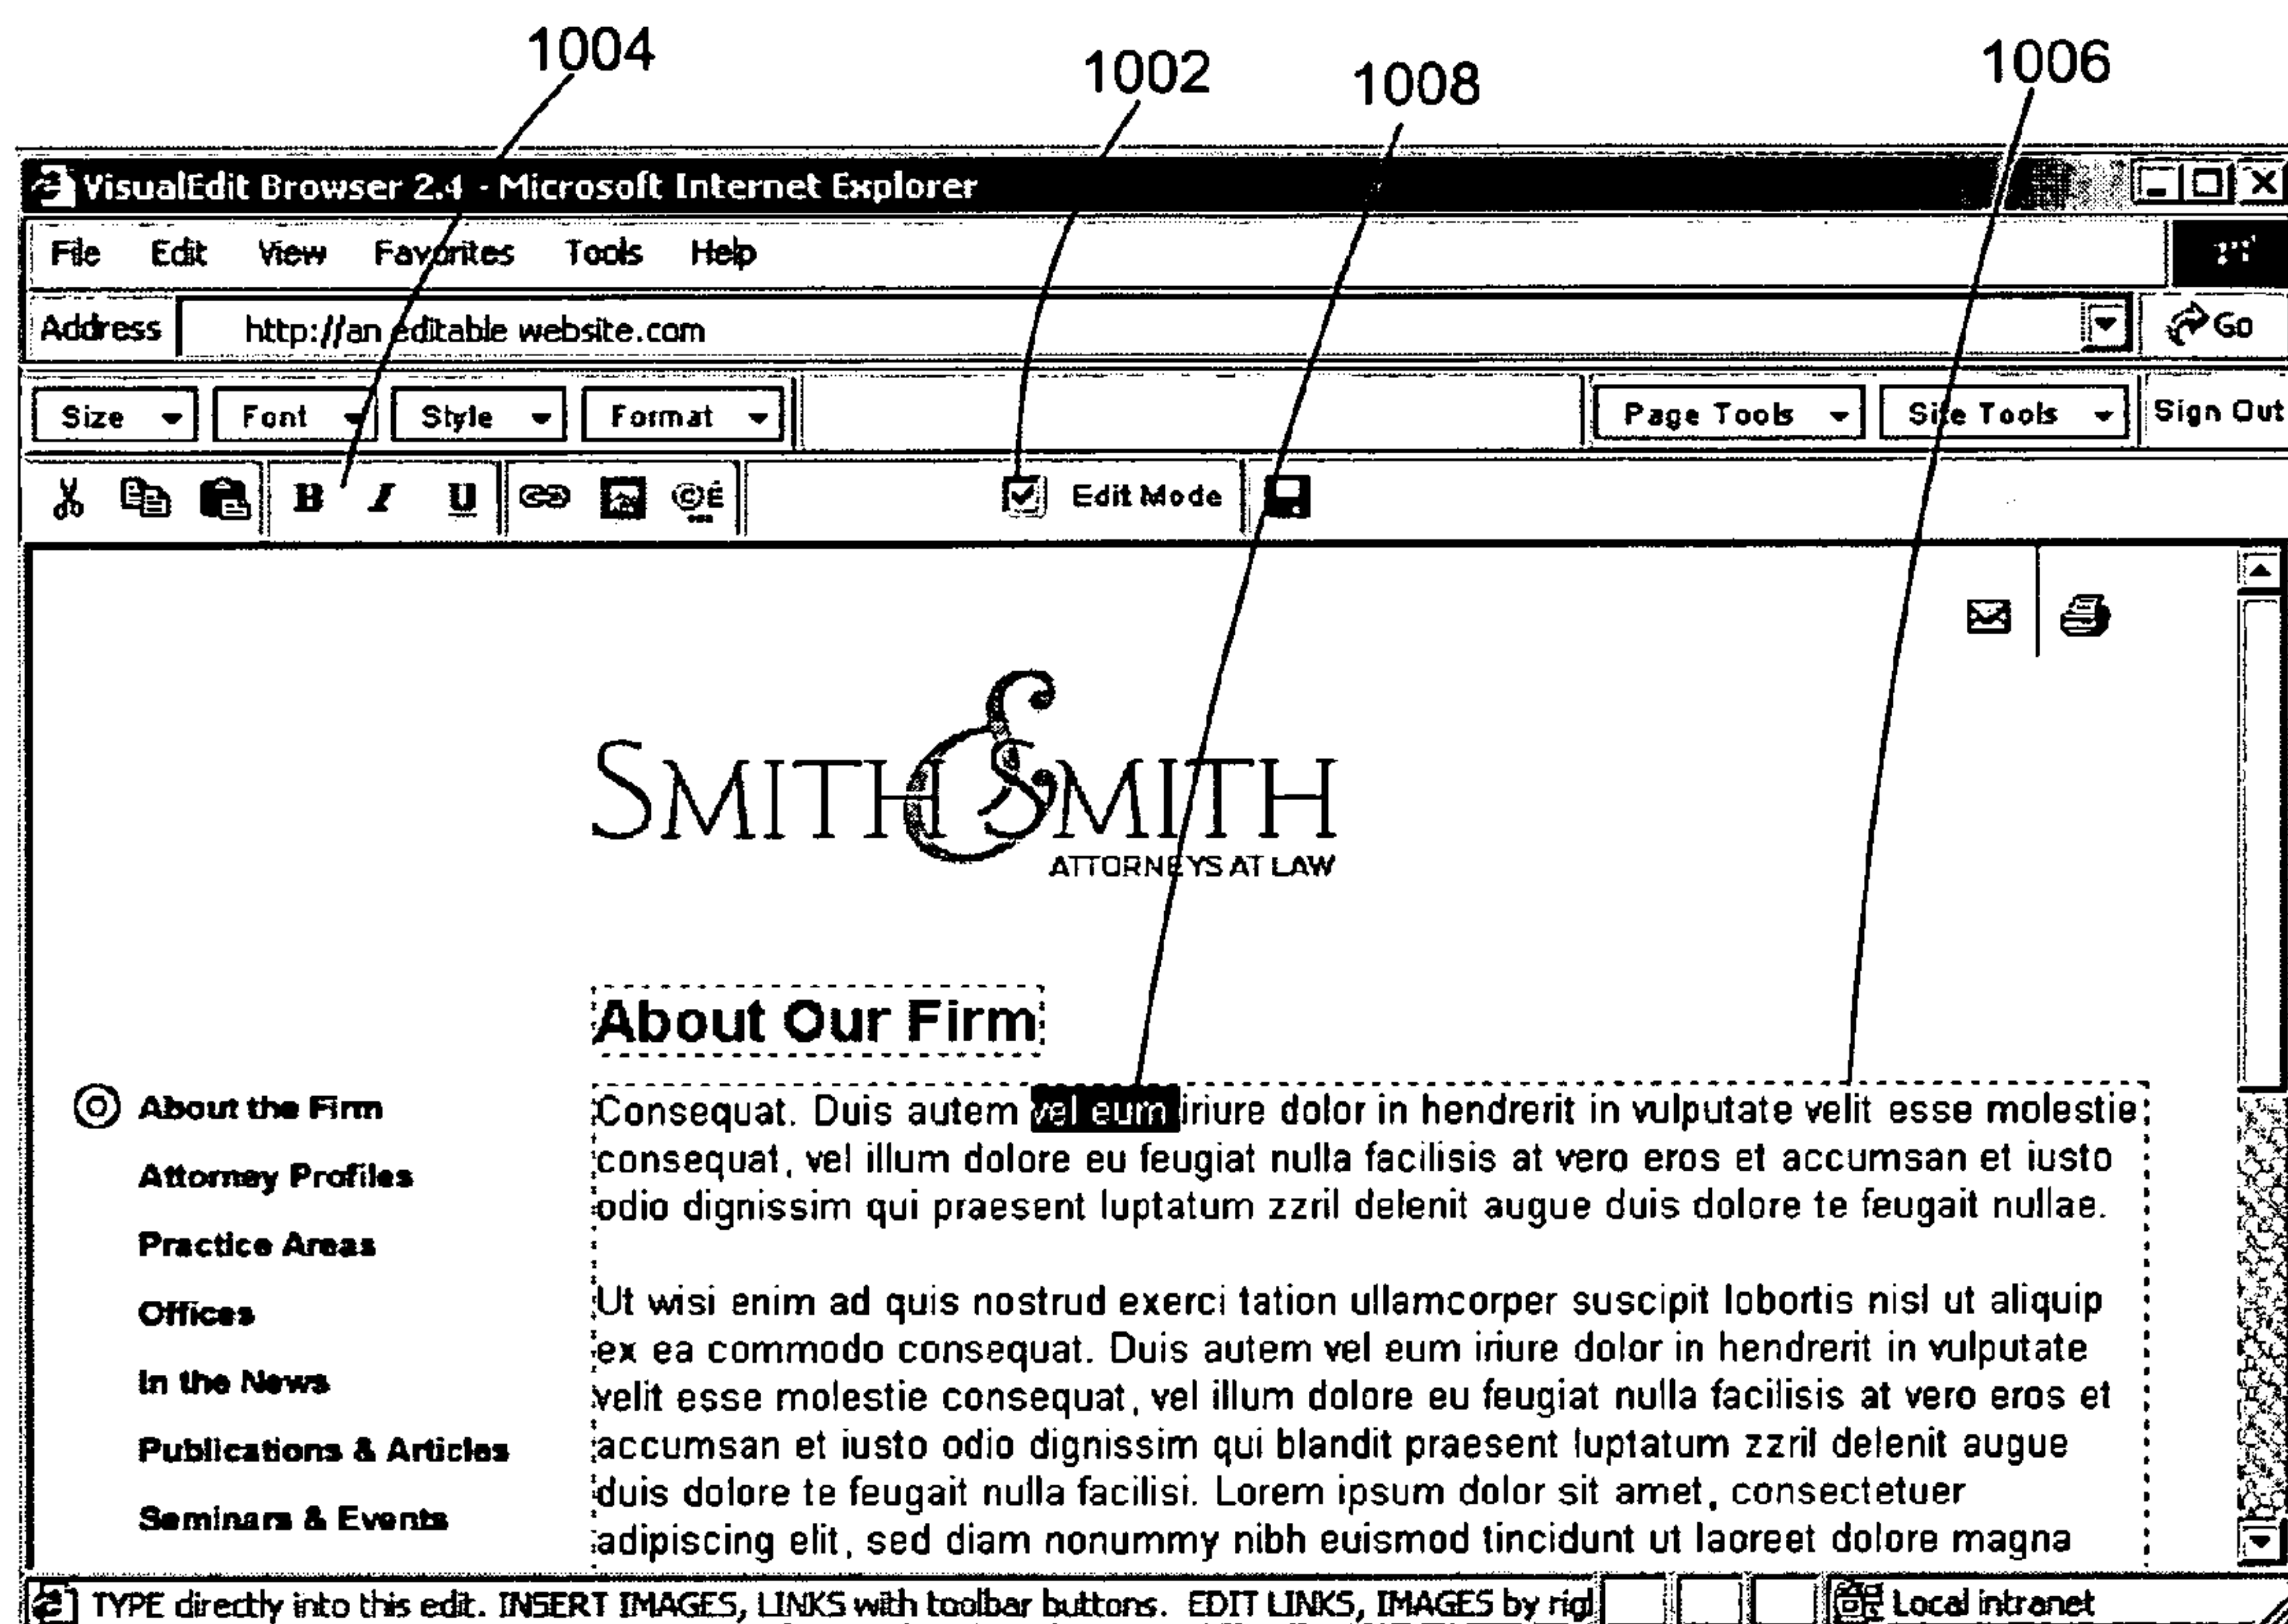 1004 1002 1008 1006
VisualEdit Browser 2.4 - Microsoft Internet Explorer
File Edit View Favorites Tools Help
Address http://an editable website.com Go
Size Font Style Format Page Tools Site Tools Sign Out
B I U ©É Edit Mode
SMITH & SMITH
ATTORNEYS AT LAW
About Our Firm
About the Firm
Attorney Profiles
Practice Areas
Offices
In the News
Publications & Articles
Seminars & Events
Consequat. Duis autem vel eum iriure dolor in hendrerit in vulputate velit esse molestie
consequat, vel illum dolore eu feugiat nulla facilisis at vero eros et accumsan et iusto
odio dignissim qui praesent luptatum zzril delenit augue duis dolore te feugait nullae.
Ut wisi enim ad quis nostrud exerci tation ullamcorper suscipit lobortis nisl ut aliquip
ex ea commodo consequat. Duis autem vel eum iriure dolor in hendrerit in vulputate
velit esse molestie consequat, vel illum dolore eu feugiat nulla facilisis at vero eros et
accumsan et iusto odio dignissim qui blandit praesent luptatum zzril delenit augue
duis dolore te feugait nulla facilisi. Lorem ipsum dolor sit amet, consectetuer
adipiscing elit, sed diam nonummy nibh euismod tincidunt ut laoreet dolore magna
TYPE directly into this edit. INSERT IMAGES, LINKS with toolbar buttons. EDIT LINKS, IMAGES by rigl Local intranet